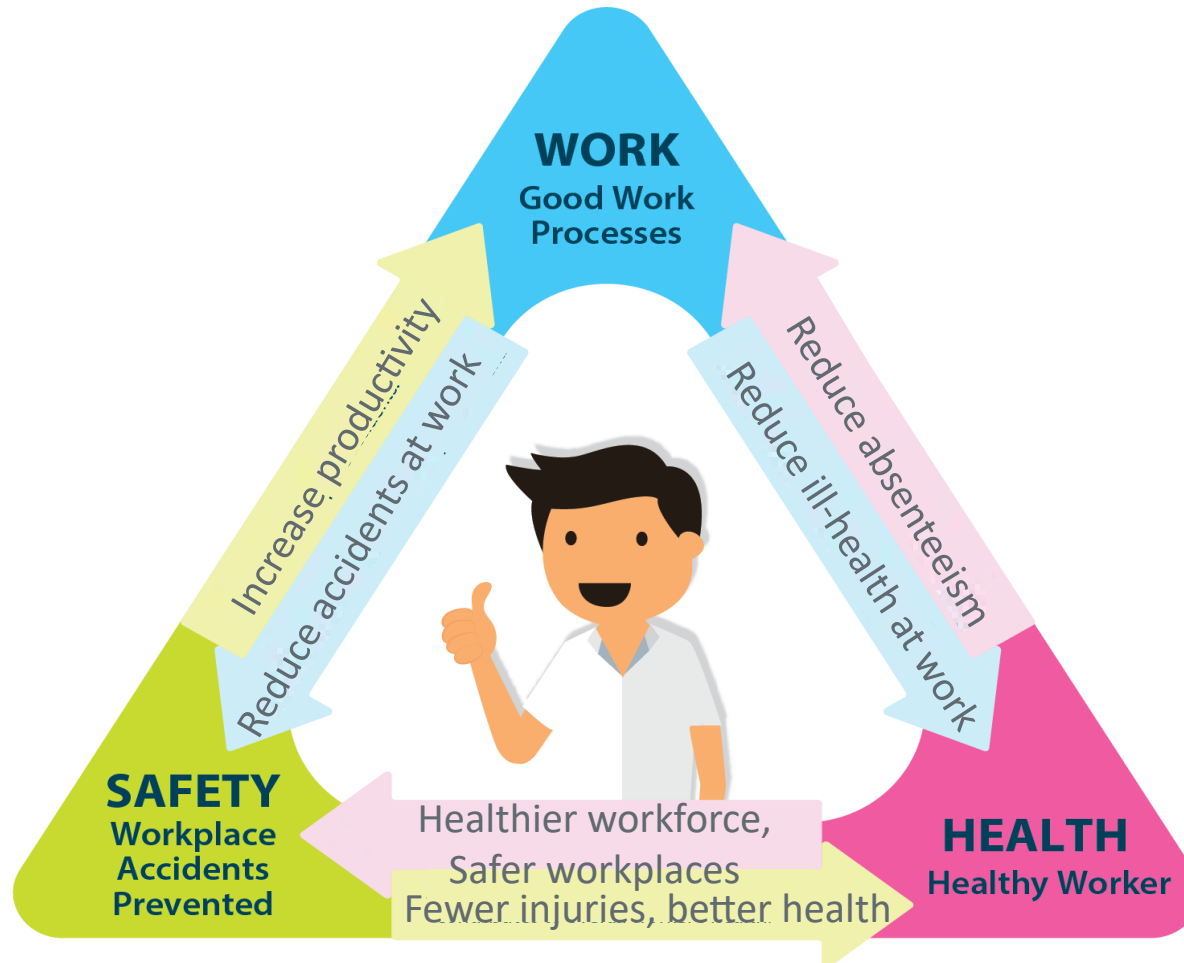 WORK
Good Work
Processes
Increase productivity
Reduce accidents at work
Reduce ill-health at work
Reduce absenteeism
SAFETY
Workplace
Accidents
Prevented
Healthier workforce,
Safer workplaces
Fewer injuries, better health
HEALTH
Healthy Worker